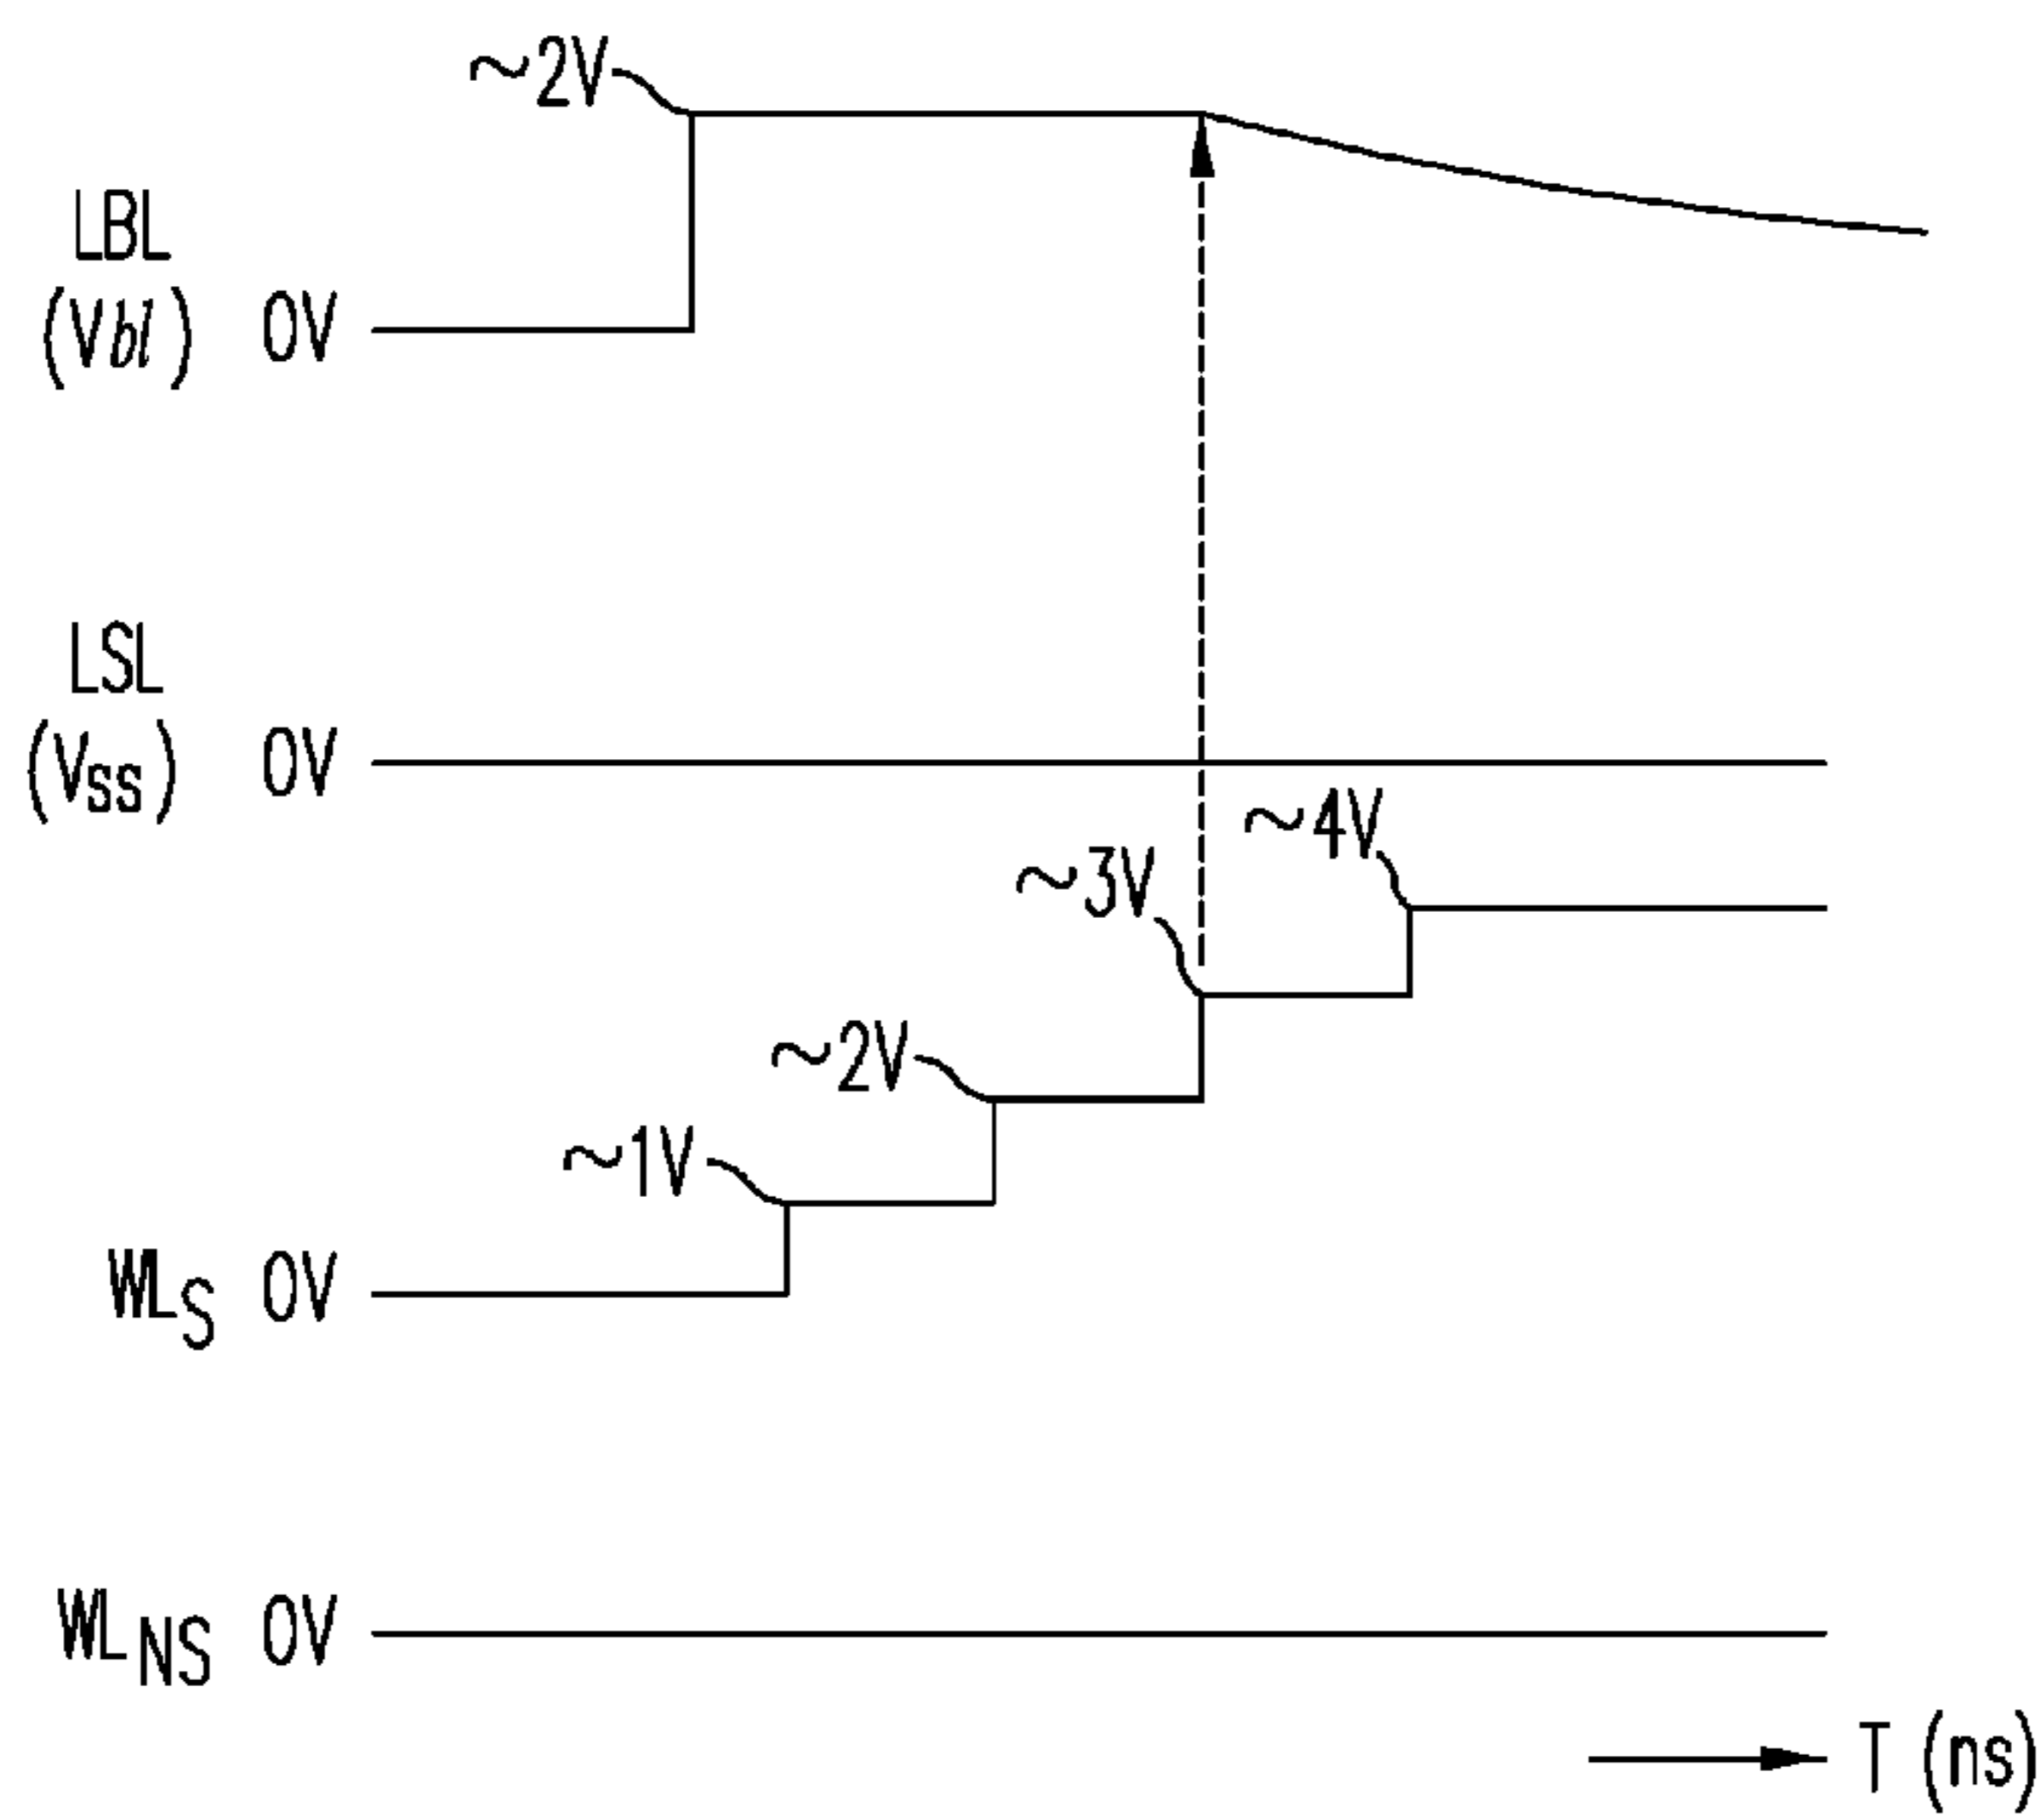 ~2V
LBL
(Vbl) 0V
LSL
(Vss) 0V
~4V
~3V
~2V
~1V
WLS 0V
WLNS 0V
T (ns)